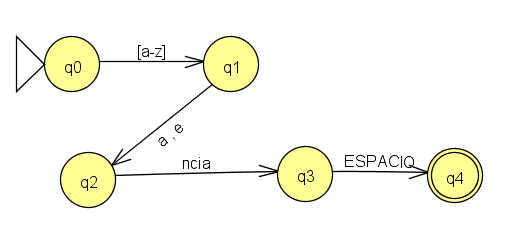 q0
[a-z]
q1
a , e
q2
ncia
q3
ESPACIO
q4